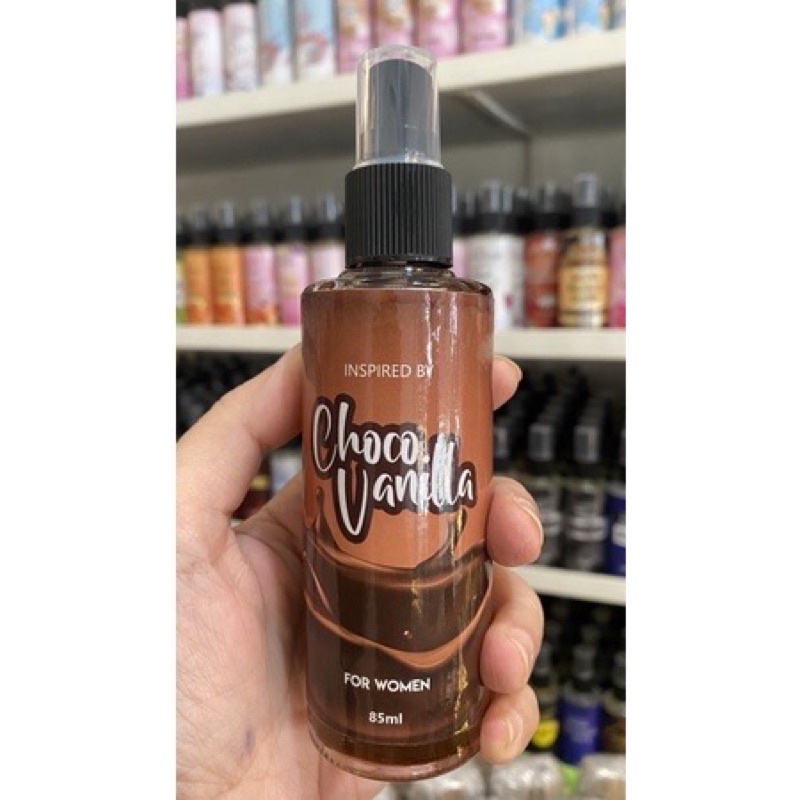 INSPIRED BY
Choco
Vanilla
FOR WOMEN
85ml